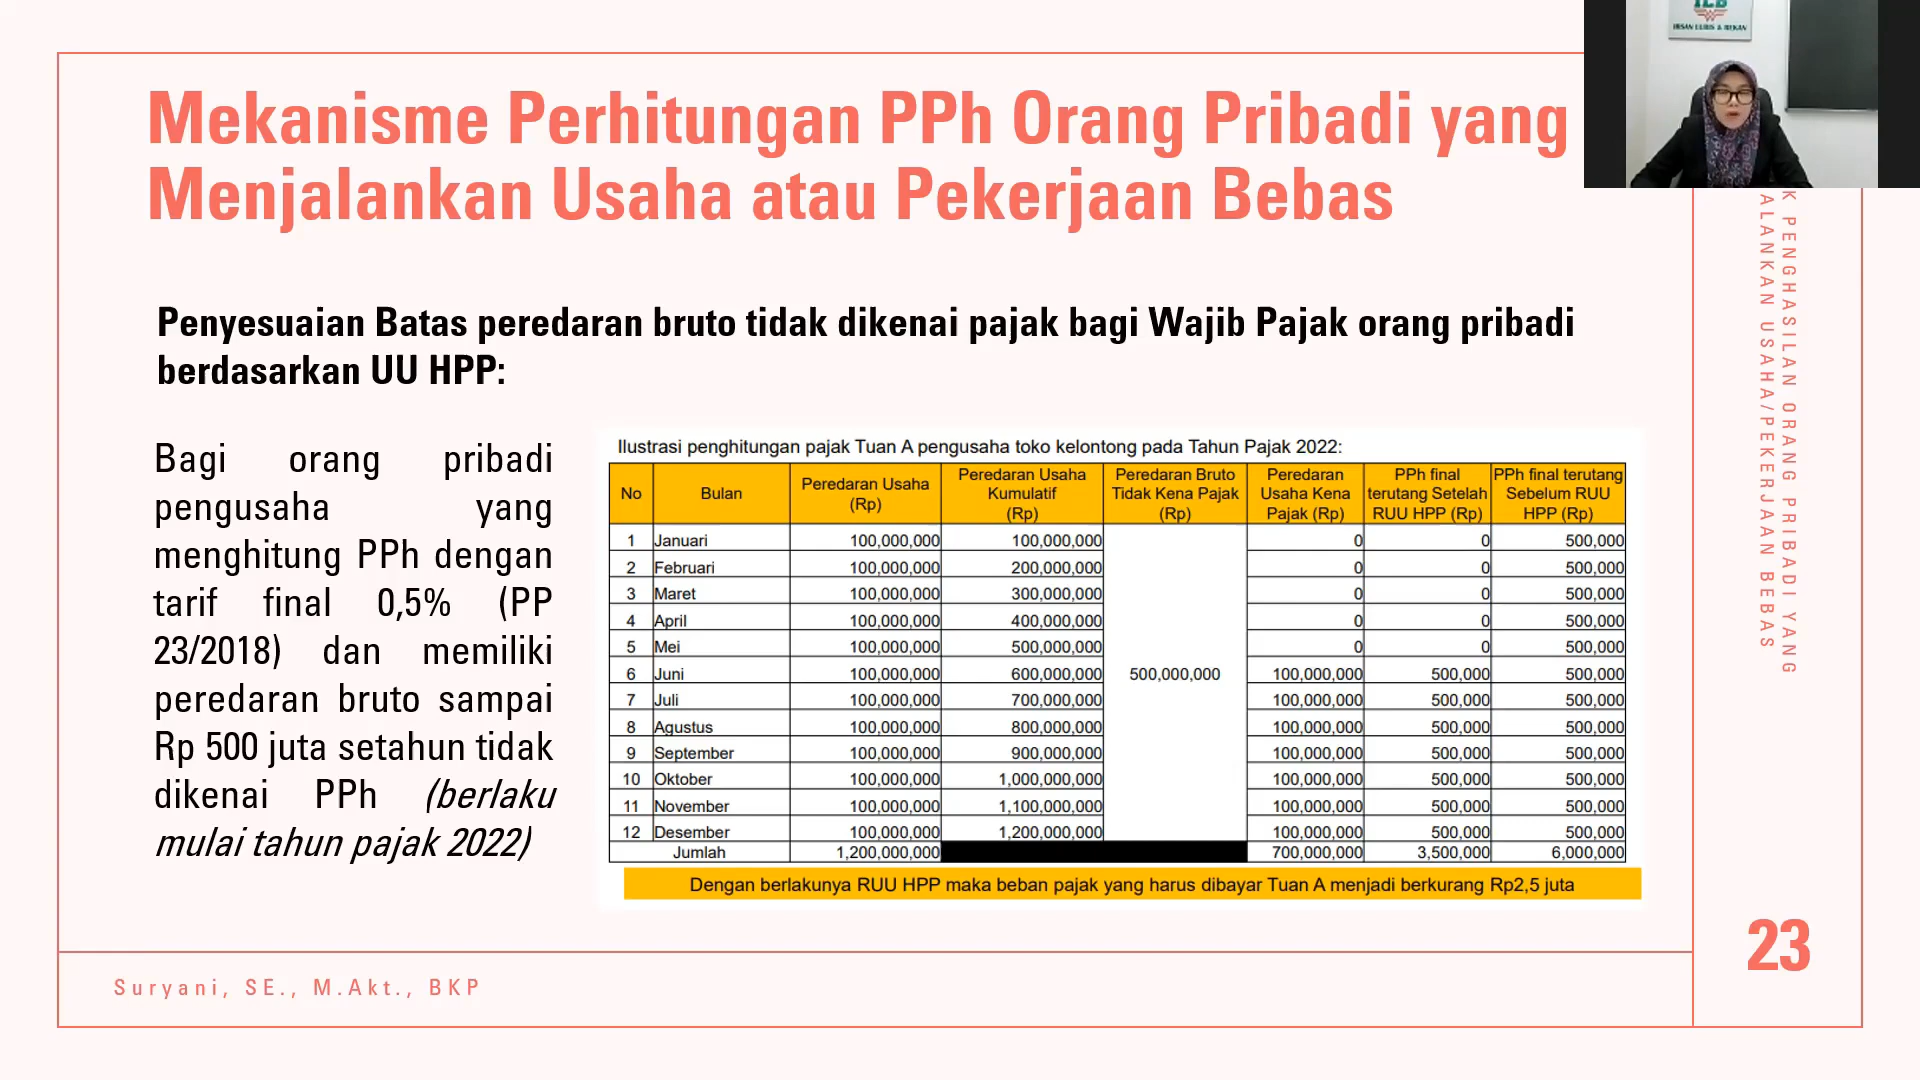 Mekanisme Perhitungan PPh Orang Pribadi yang
Menjalankan Usaha atau Pekerjaan Bebas
Penyesuaian Batas peredaran bruto tidak dikenai pajak bagi Wajib Pajak orang pribadi
berdasarkan UU HPP:
Bagi orang pribadi
pengusaha yang
menghitung PPh dengan
tarif final 0,5% (PP
23/2018) dan memiliki
peredaran bruto sampai
Rp 500 juta setahun tidak
dikenai PPh (berlaku
mulai tahun pajak 2022)
Ilustrasi penghitungan pajak Tuan A pengusaha toko kelontong pada Tahun Pajak 2022:
No Bulan Peredaran Usaha (Rp) Peredaran Usaha Kumulatif (Rp) Peredaran Bruto Tidak Kena Pajak (Rp) Peredaran Usaha Kena Pajak (Rp) PPh final terutang Setelah RUU HPP (Rp) PPh final terutang Sebelum RUU HPP (Rp)
1 Januari 100,000,000 100,000,000 0 0 500,000
2 Februari 100,000,000 200,000,000 0 0 500,000
3 Maret 100,000,000 300,000,000 0 0 500,000
4 April 100,000,000 400,000,000 0 0 500,000
5 Mei 100,000,000 500,000,000 0 0 500,000
6 Juni 100,000,000 600,000,000 500,000,000 100,000,000 500,000 500,000
7 Juli 100,000,000 700,000,000 100,000,000 500,000 500,000
8 Agustus 100,000,000 800,000,000 100,000,000 500,000 500,000
9 September 100,000,000 900,000,000 100,000,000 500,000 500,000
10 Oktober 100,000,000 1,000,000,000 100,000,000 500,000 500,000
11 November 100,000,000 1,100,000,000 100,000,000 500,000 500,000
12 Desember 100,000,000 1,200,000,000 100,000,000 500,000 500,000
Jumlah 1,200,000,000 700,000,000 3,500,000 6,000,000
Dengan berlakunya RUU HPP maka beban pajak yang harus dibayar Tuan A menjadi berkurang Rp2,5 juta
K PENGHASILAN ORANG PRIBADI YANG
ALANKAN USAHA/PEKERJAAN BEBAS
23
Suryani, SE., M.Akt., BKP